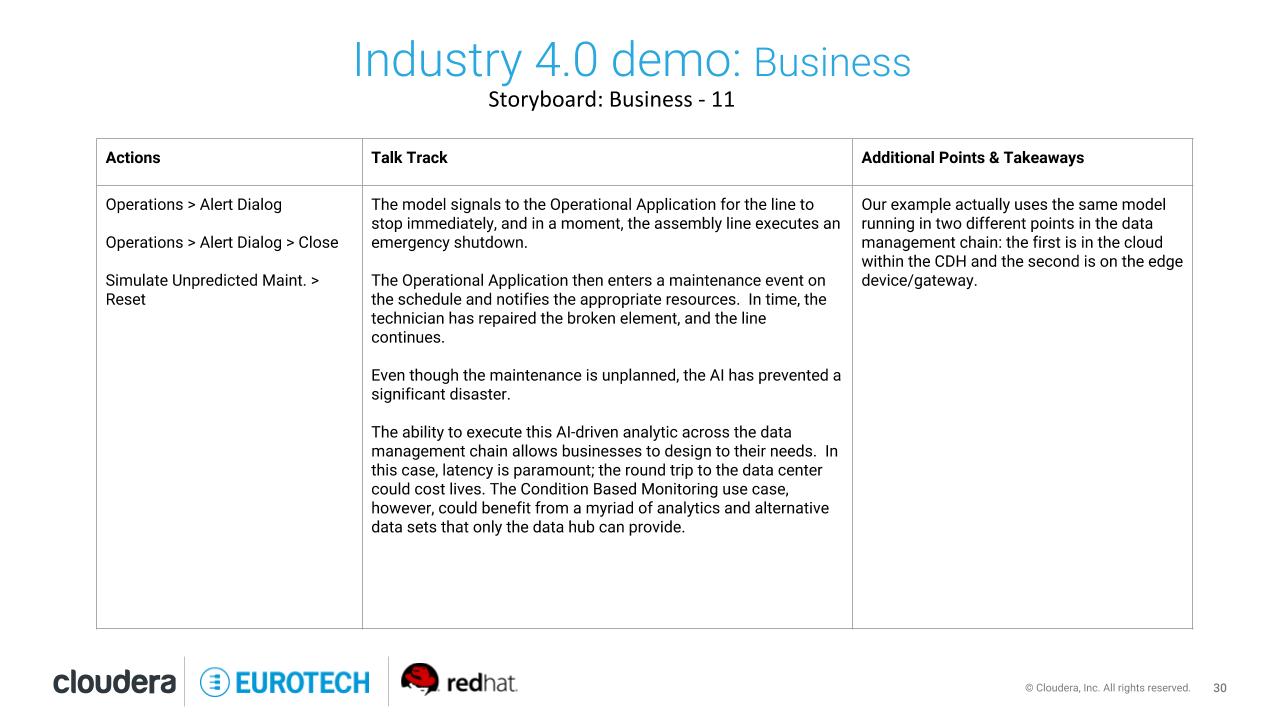 Industry 4.0 demo: Business
Storyboard: Business - 11
Actions
Talk Track
Additional Points & Takeaways
Operations > Alert Dialog
Operations > Alert Dialog > Close
Simulate Unpredicted Maint. >
Reset
The model signals to the Operational Application for the line to
stop immediately, and in a moment, the assembly line executes an
emergency shutdown.
The Operational Application then enters a maintenance event on
the schedule and notifies the appropriate resources.  In time, the
technician has repaired the broken element, and the line
continues.
Even though the maintenance is unplanned, the AI has prevented a
significant disaster.
The ability to execute this AI-driven analytic across the data
management chain allows businesses to design to their needs.  In
this case, latency is paramount; the round trip to the data center
could cost lives. The Condition Based Monitoring use case,
however, could benefit from a myriad of analytics and alternative
data sets that only the data hub can provide.
Our example actually uses the same model
running in two different points in the data
management chain: the first is in the cloud
within the CDH and the second is on the edge
device/gateway.
cloudera
EUROTECH
redhat.
© Cloudera, Inc. All rights reserved.
30